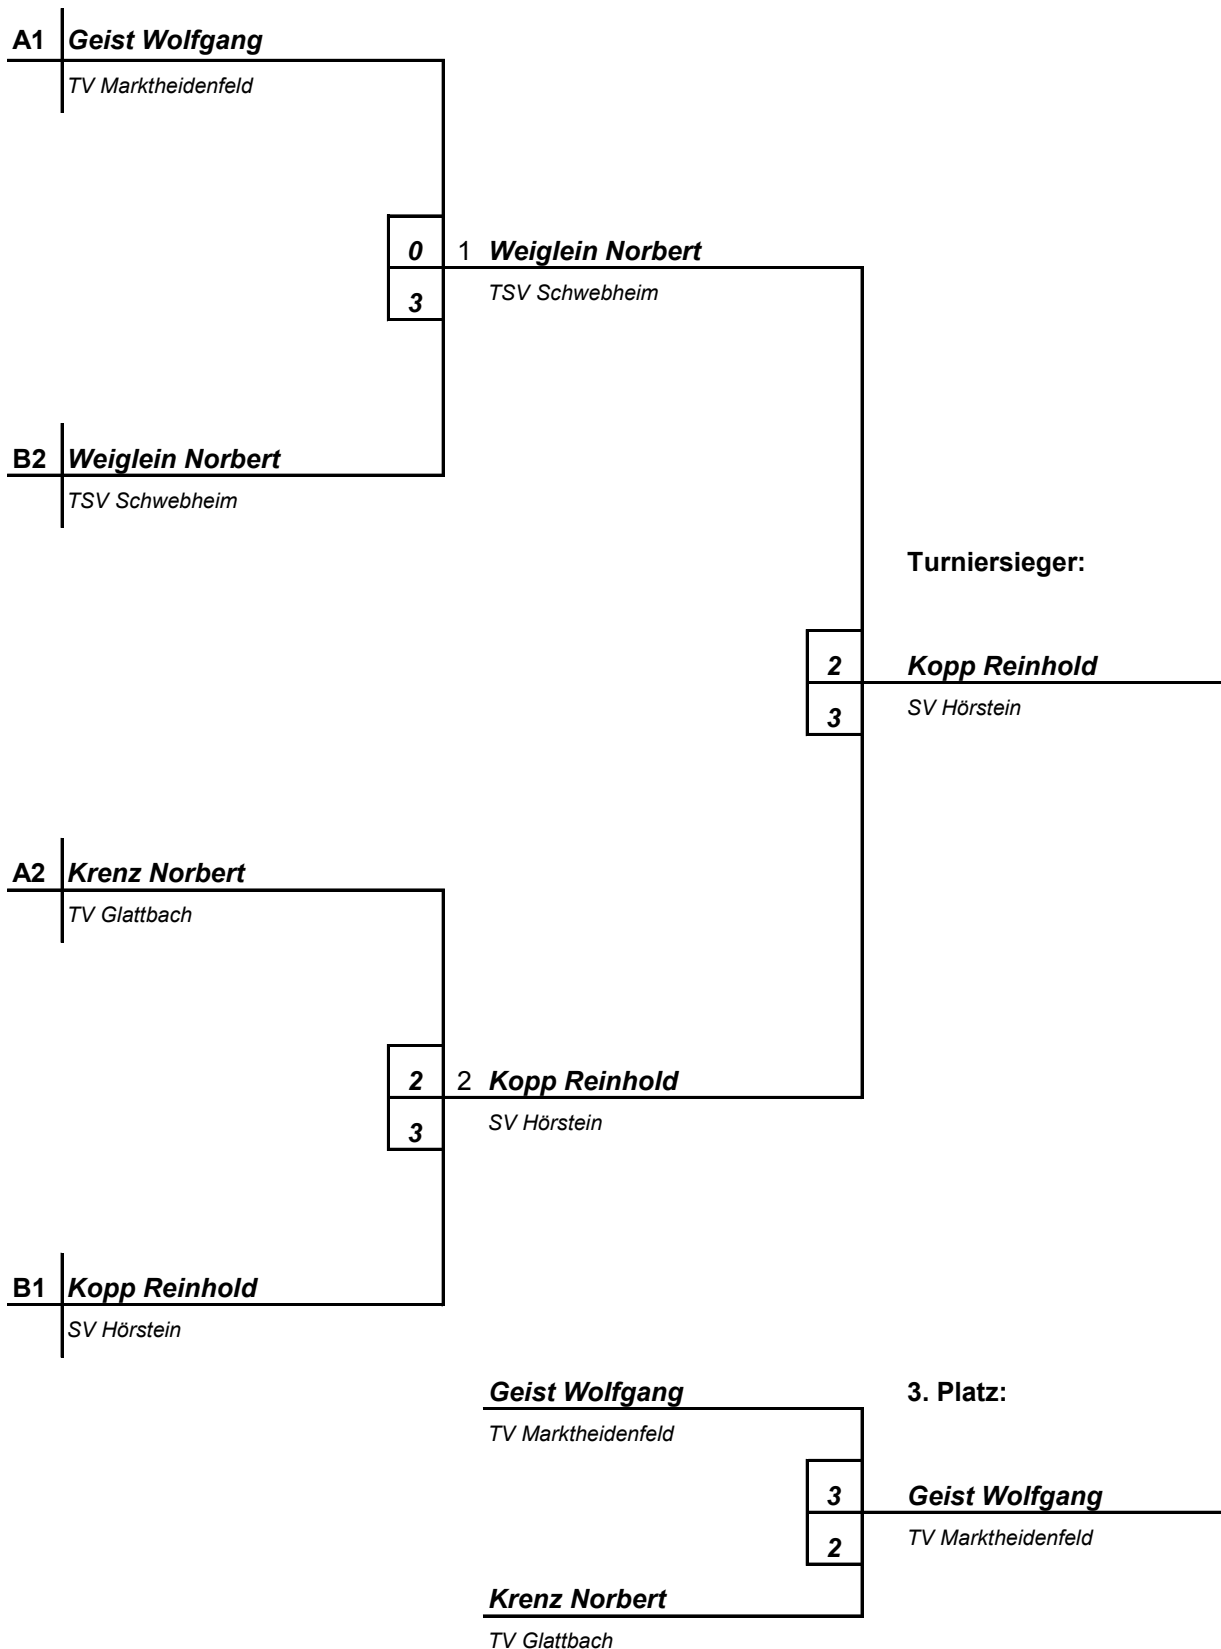 A1 Geist Wolfgang
TV Marktheidenfeld
0 1 Weiglein Norbert
3 TSV Schwebheim
B2 Weiglein Norbert
TSV Schwebheim
Turniersieger:
2 Kopp Reinhold
3 SV Hörstein
A2 Krenz Norbert
TV Glattbach
2 2 Kopp Reinhold
3 SV Hörstein
B1 Kopp Reinhold
SV Hörstein
Geist Wolfgang 3. Platz:
TV Marktheidenfeld
3 Geist Wolfgang
2 TV Marktheidenfeld
Krenz Norbert
TV Glattbach